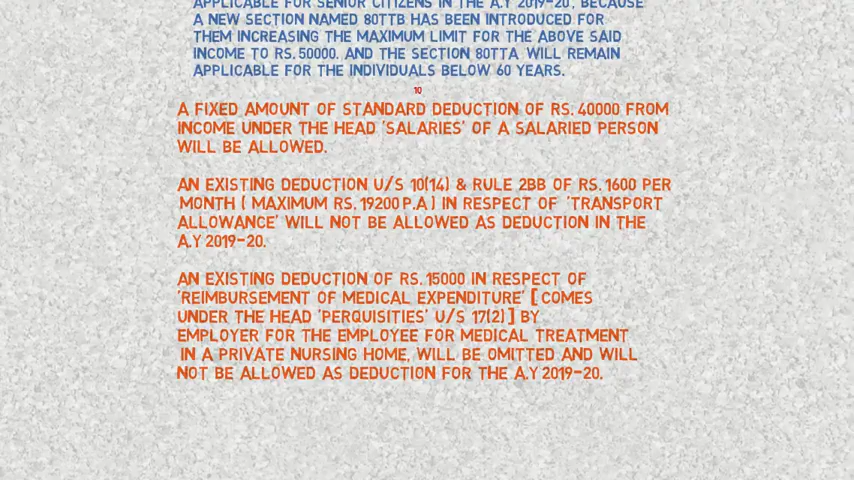 APPLICABLE FOR SENIOR CITIZENS IN THE A.Y 2019-20. BECAUSE
A NEW SECTION NAMED 80TTB HAS BEEN INTRODUCED FOR
THEM INCREASING THE MAXIMUM LIMIT FOR THE ABOVE SAID
INCOME TO RS. 50000. AND THE SECTION 80TTA WILL REMAIN
APPLICABLE FOR THE INDIVIDUALS BELOW 60 YEARS.
10
A FIXED AMOUNT OF STANDARD DEDUCTION OF RS. 40000 FROM
INCOME UNDER THE HEAD 'SALARIES' OF A SALARIED PERSON
WILL BE ALLOWED.
AN EXISTING DEDUCTION U/S 10(14) & RULE 2BB OF RS. 1600 PER
MONTH ( MAXIMUM RS. 19200 P.A ) IN RESPECT OF 'TRANSPORT
ALLOWANCE' WILL NOT BE ALLOWED AS DEDUCTION IN THE
A.Y 2019-20.
AN EXISTING DEDUCTION OF RS. 15000 IN RESPECT OF
'REIMBURSEMENT OF MEDICAL EXPENDITURE' [ COMES
UNDER THE HEAD 'PERQUISITIES' U/S 17(2) ] BY
EMPLOYER FOR THE EMPLOYEE FOR MEDICAL TREATMENT
IN A PRIVATE NURSING HOME, WILL BE OMITTED AND WILL
NOT BE ALLOWED AS DEDUCTION FOR THE A.Y 2019-20.